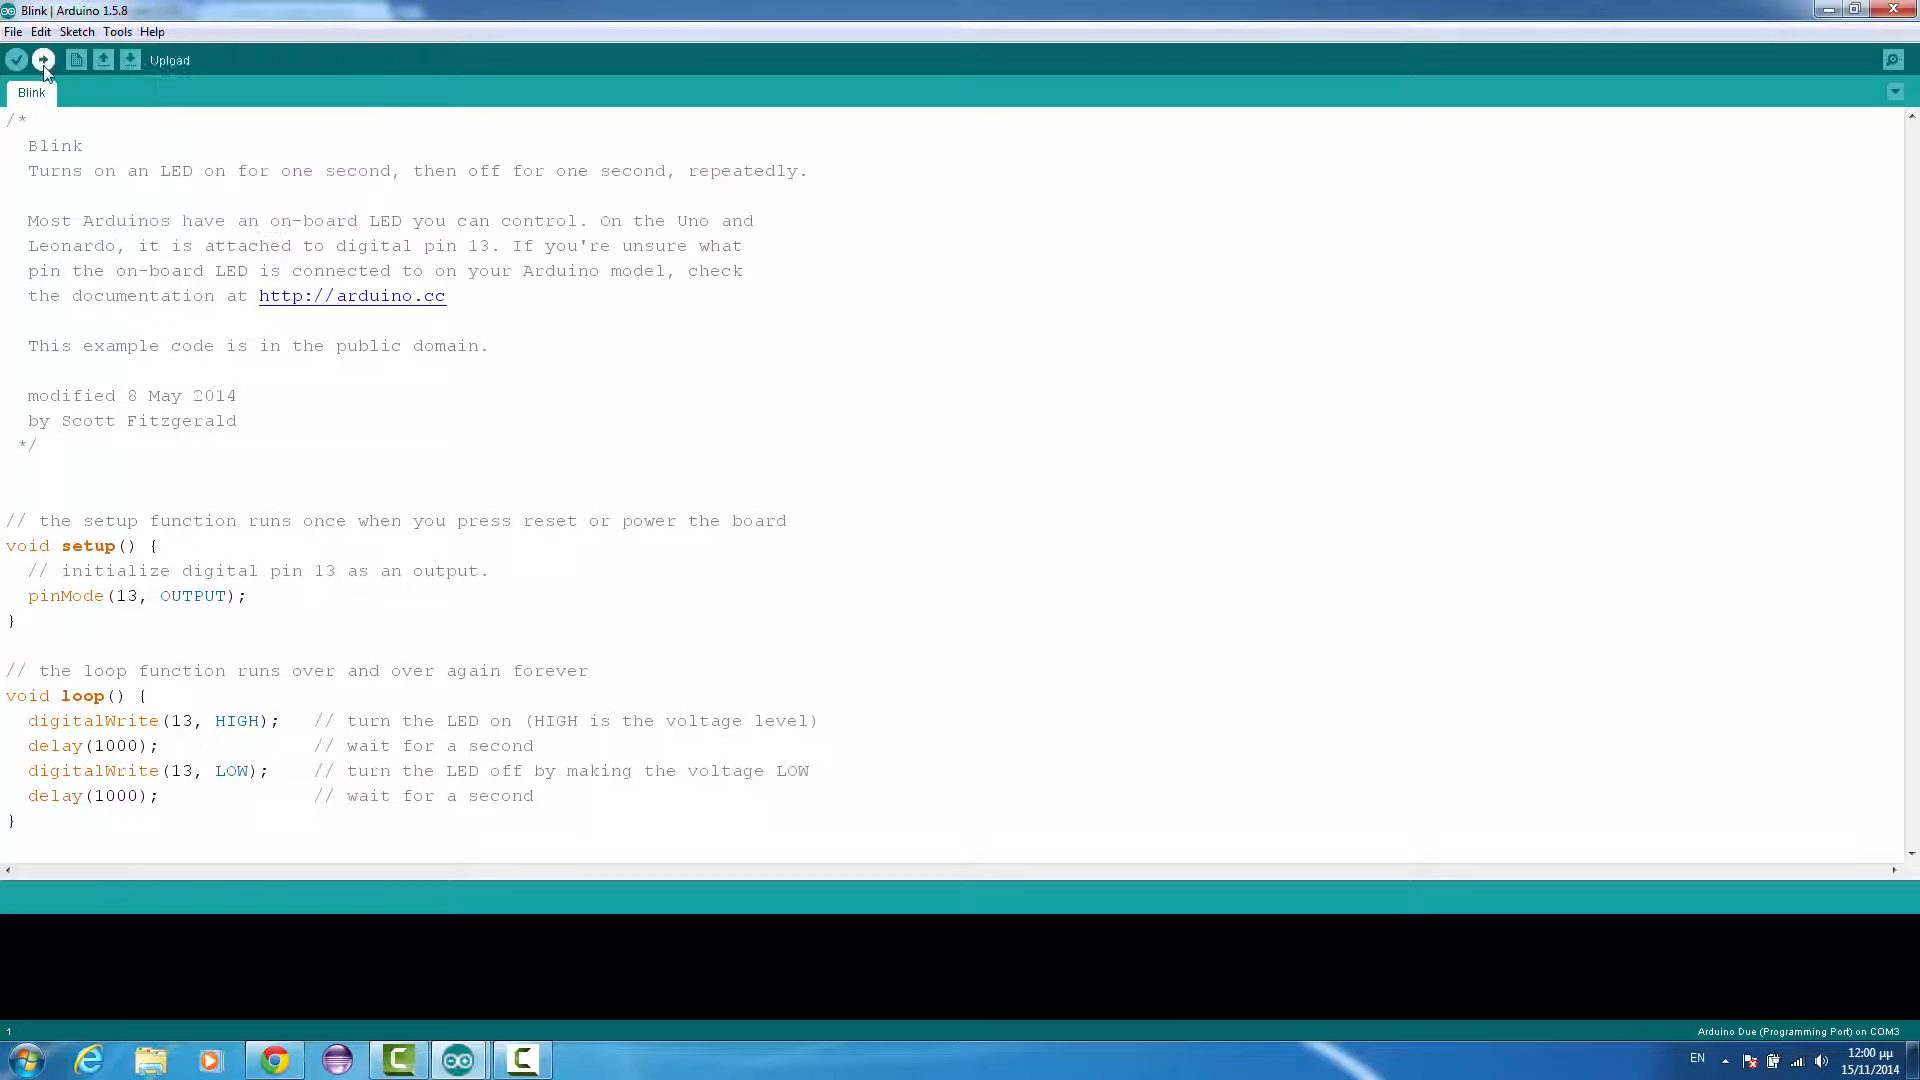 Blink | Arduino 1.5.8
File Edit Sketch Tools Help
Upload
Blink
/*
Blink
Turns on an LED on for one second, then off for one second, repeatedly.
Most Arduinos have an on-board LED you can control. On the Uno and
Leonardo, it is attached to digital pin 13. If you're unsure what
pin the on-board LED is connected to on your Arduino model, check
the documentation at http://arduino.cc
This example code is in the public domain.
modified 8 May 2014
by Scott Fitzgerald
*/
// the setup function runs once when you press reset or power the board
void setup() {
// initialize digital pin 13 as an output.
pinMode(13, OUTPUT);
}
// the loop function runs over and over again forever
void loop() {
digitalWrite(13, HIGH);   // turn the LED on (HIGH is the voltage level)
delay(1000);              // wait for a second
digitalWrite(13, LOW);    // turn the LED off by making the voltage LOW
delay(1000);              // wait for a second
}
1
Arduino Due (Programming Port) on COM3
EN
12:00 μμ
15/11/2014